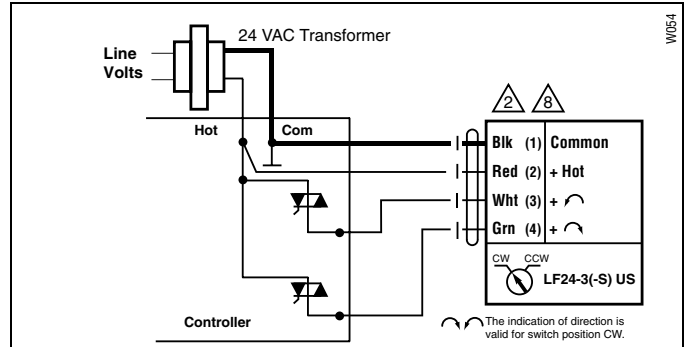 W054
24 VAC Transformer
Line
Volts
2 8
Hot Com
Blk (1) Common
Red (2) + Hot
Wht (3) +
Grn (4) +
CW CCW
LF24-3(-S) US
Controller
The indication of direction is
valid for switch position CW.